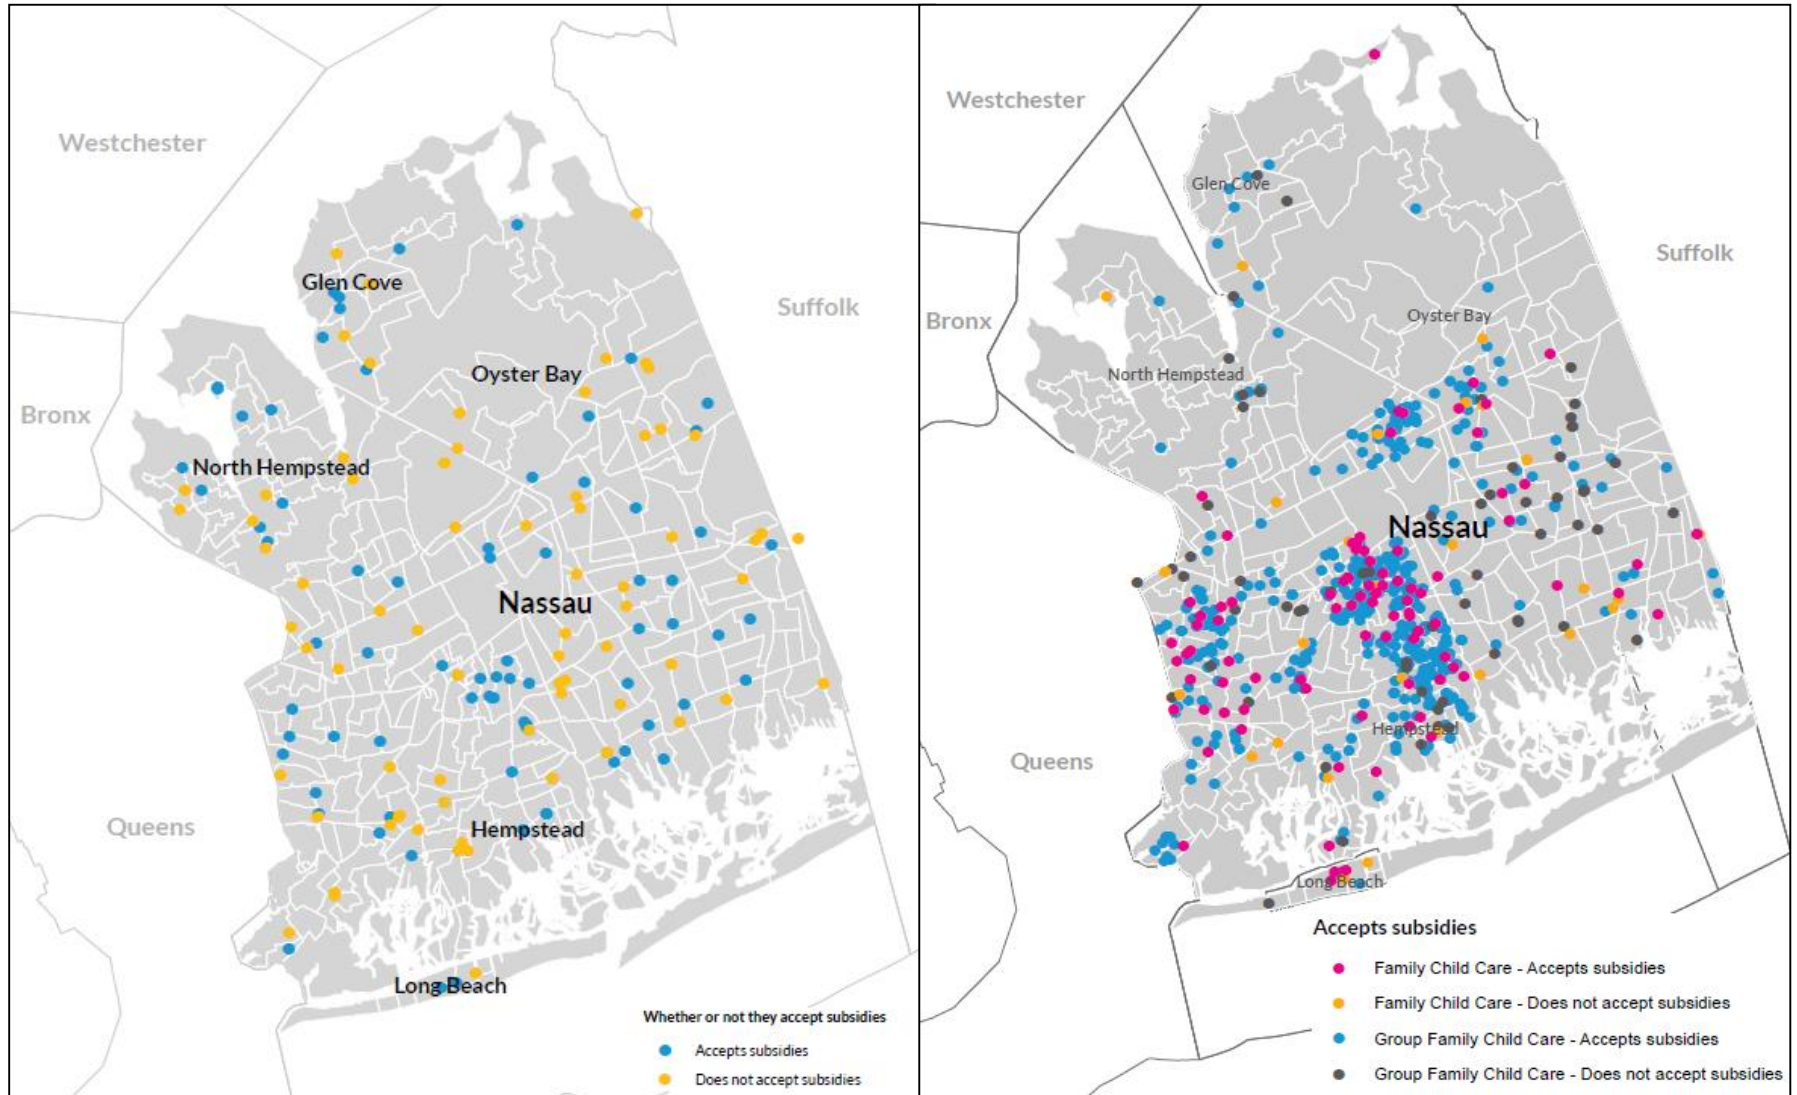 Westchester
Glen Cove
Suffolk
Oyster Bay
Bronx
North Hempstead
Nassau
Queens
Hempstead
Long Beach
Whether or not they accept subsidies
Accepts subsidies
Does not accept subsidies
Westchester
Glen Cove
Suffolk
Oyster Bay
Bronx
North Hempstead
Nassau
Hempstead
Queens
Long Beach
Accepts subsidies
Family Child Care - Accepts subsidies
Family Child Care - Does not accept subsidies
Group Family Child Care - Accepts subsidies
Group Family Child Care - Does not accept subsidies